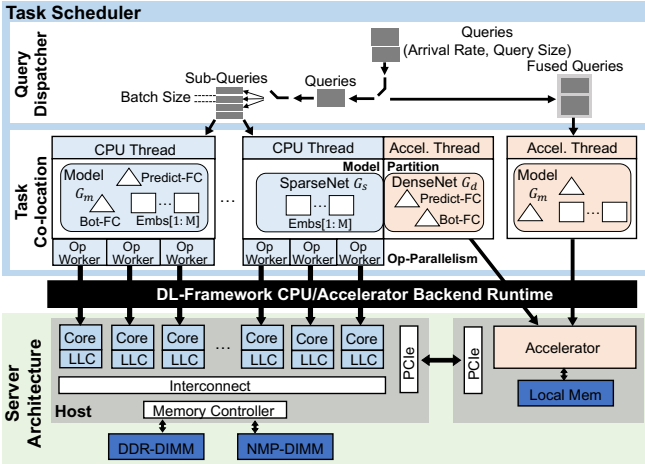 Task Scheduler
Query
Dispatcher
Queries
(Arrival Rate, Query Size)
Fused Queries
Sub-Queries
Queries
Batch Size
Task
Co-location
CPU Thread
Model
G_m
Predict-FC
Bot-FC
...
Embs[1: M]
Op
Worker
Op
Worker
Op
Worker
...
CPU Thread
Accel. Thread
Model Partition
SparseNet G_s
...
Embs[1: M]
DenseNet G_d
Predict-FC
Bot-FC
Op
Worker
Op
Worker
Op
Worker
Op-Parallelism
Accel. Thread
Model
G_m
...
DL-Framework CPU/Accelerator Backend Runtime
Server
Architecture
Core
LLC
Core
LLC
Core
LLC
...
Core
LLC
Core
LLC
Core
LLC
Interconnect
Host
Memory Controller
DDR-DIMM
NMP-DIMM
PCIe
PCIe
Accelerator
Local Mem